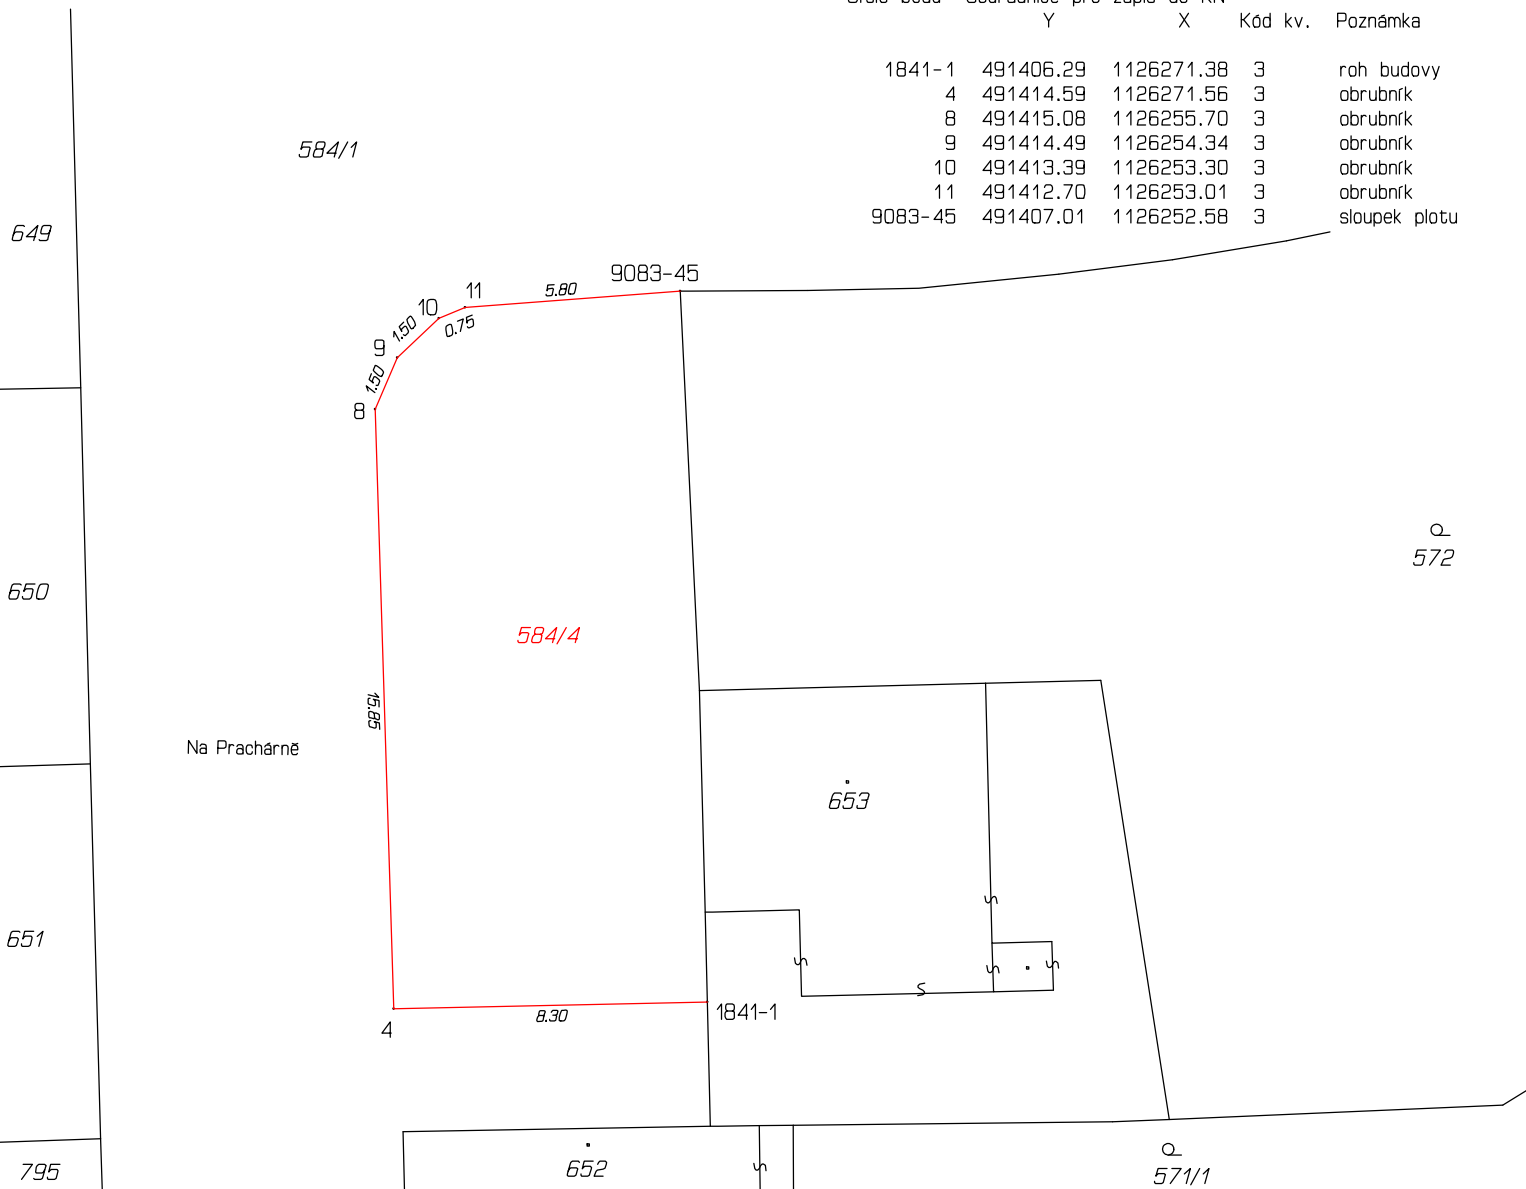 Y X Kód kv. Poznámka
1841-1 491406.29 1126271.38 3 roh budovy
4 491414.59 1126271.56 3 obrubník
8 491415.08 1126255.70 3 obrubník
9 491414.49 1126254.34 3 obrubník
10 491413.39 1126253.30 3 obrubník
11 491412.70 1126253.01 3 obrubník
9083-45 491407.01 1126252.58 3 sloupek plotu
584/1
649
9083-45
11
5.80
10
1.50
0.75
9
1.50
8
572
650
584/4
15.85
Na Prachárně
653
651
1841-1
8.30
4
652
795
571/1